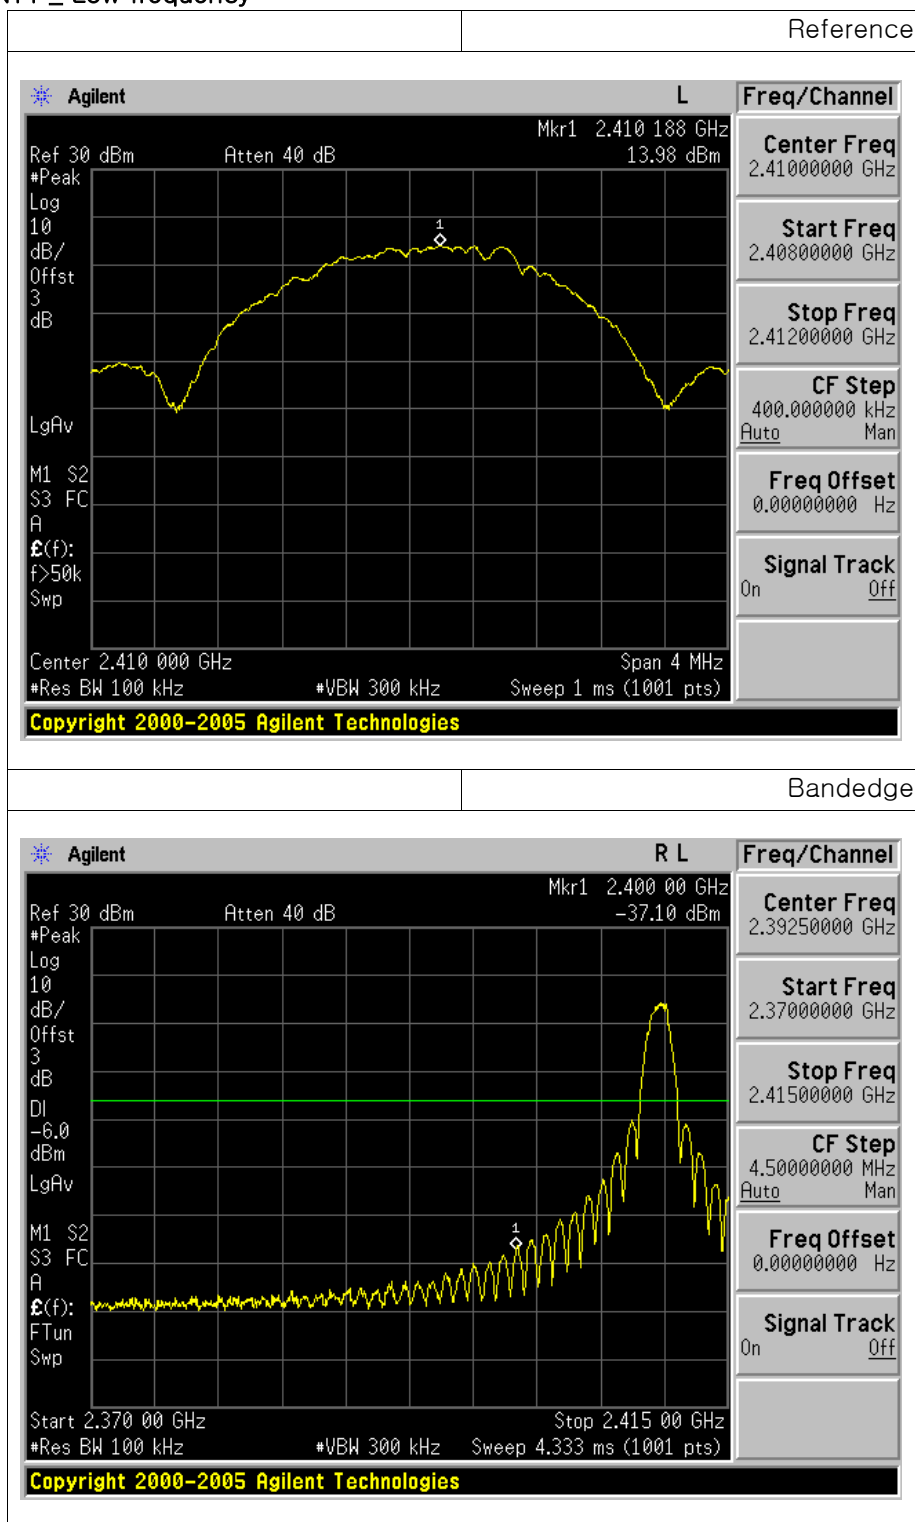 Low frequency
Reference
Agilent
L
Freq/Channel
Mkr1 2.410 188 GHz
Ref 30 dBm Atten 40 dB 13.98 dBm
#Peak
Log
10
dB/
Offst
3
dB
LgAv
M1 S2
S3 FC
A
£(f):
f>50k
Swp
1
Center 2.410 000 GHz Span 4 MHz
#Res BW 100 kHz #VBW 300 kHz Sweep 1 ms (1001 pts)
Copyright 2000-2005 Agilent Technologies
Center Freq
2.41000000 GHz
Start Freq
2.40800000 GHz
Stop Freq
2.41200000 GHz
CF Step
400.000000 kHz
Auto Man
Freq Offset
0.00000000 Hz
Signal Track
On Off
Bandedge
Agilent
R L
Freq/Channel
Mkr1 2.400 00 GHz
Ref 30 dBm Atten 40 dB -37.10 dBm
#Peak
Log
10
dB/
Offst
3
dB
DI
-6.0
dBm
LgAv
M1 S2
S3 FC
A
£(f):
FTun
Swp
1
Start 2.370 00 GHz Stop 2.415 00 GHz
#Res BW 100 kHz #VBW 300 kHz Sweep 4.333 ms (1001 pts)
Copyright 2000-2005 Agilent Technologies
Center Freq
2.39250000 GHz
Start Freq
2.37000000 GHz
Stop Freq
2.41500000 GHz
CF Step
4.50000000 MHz
Auto Man
Freq Offset
0.00000000 Hz
Signal Track
On Off